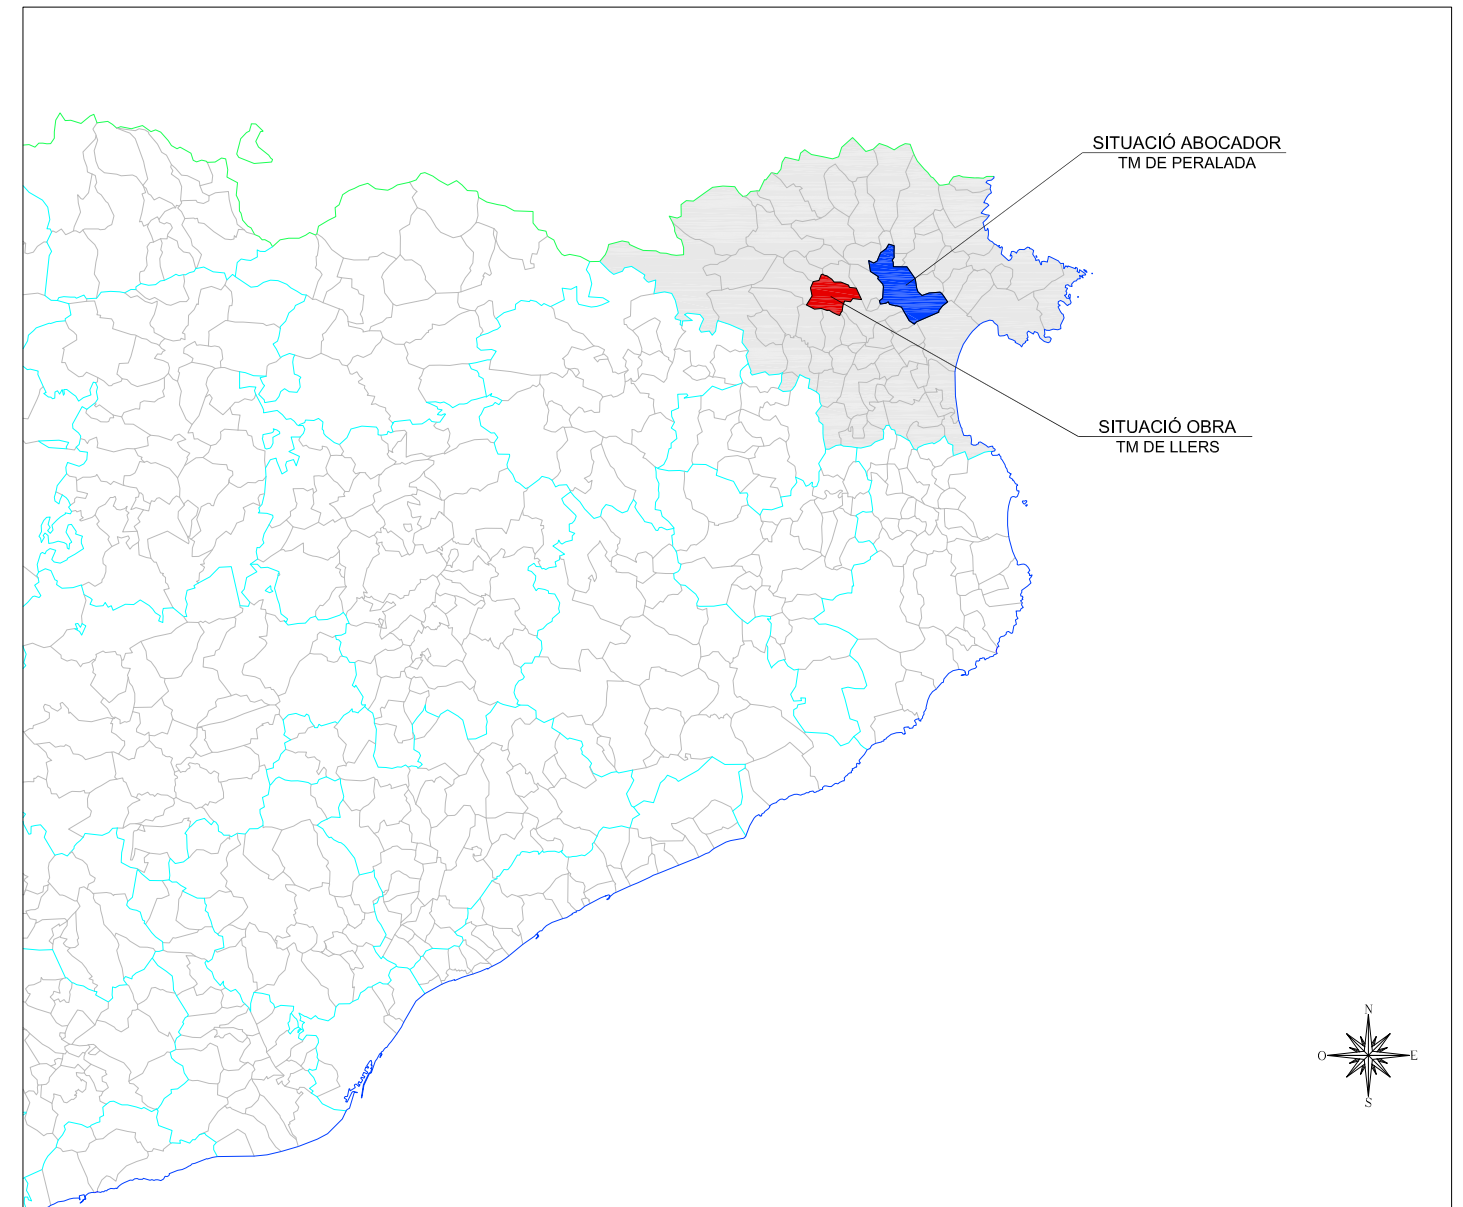 SITUACIÓ ABOCADOR
TM DE PERALADA
SITUACIÓ OBRA
TM DE LLERS
N
O
E
S